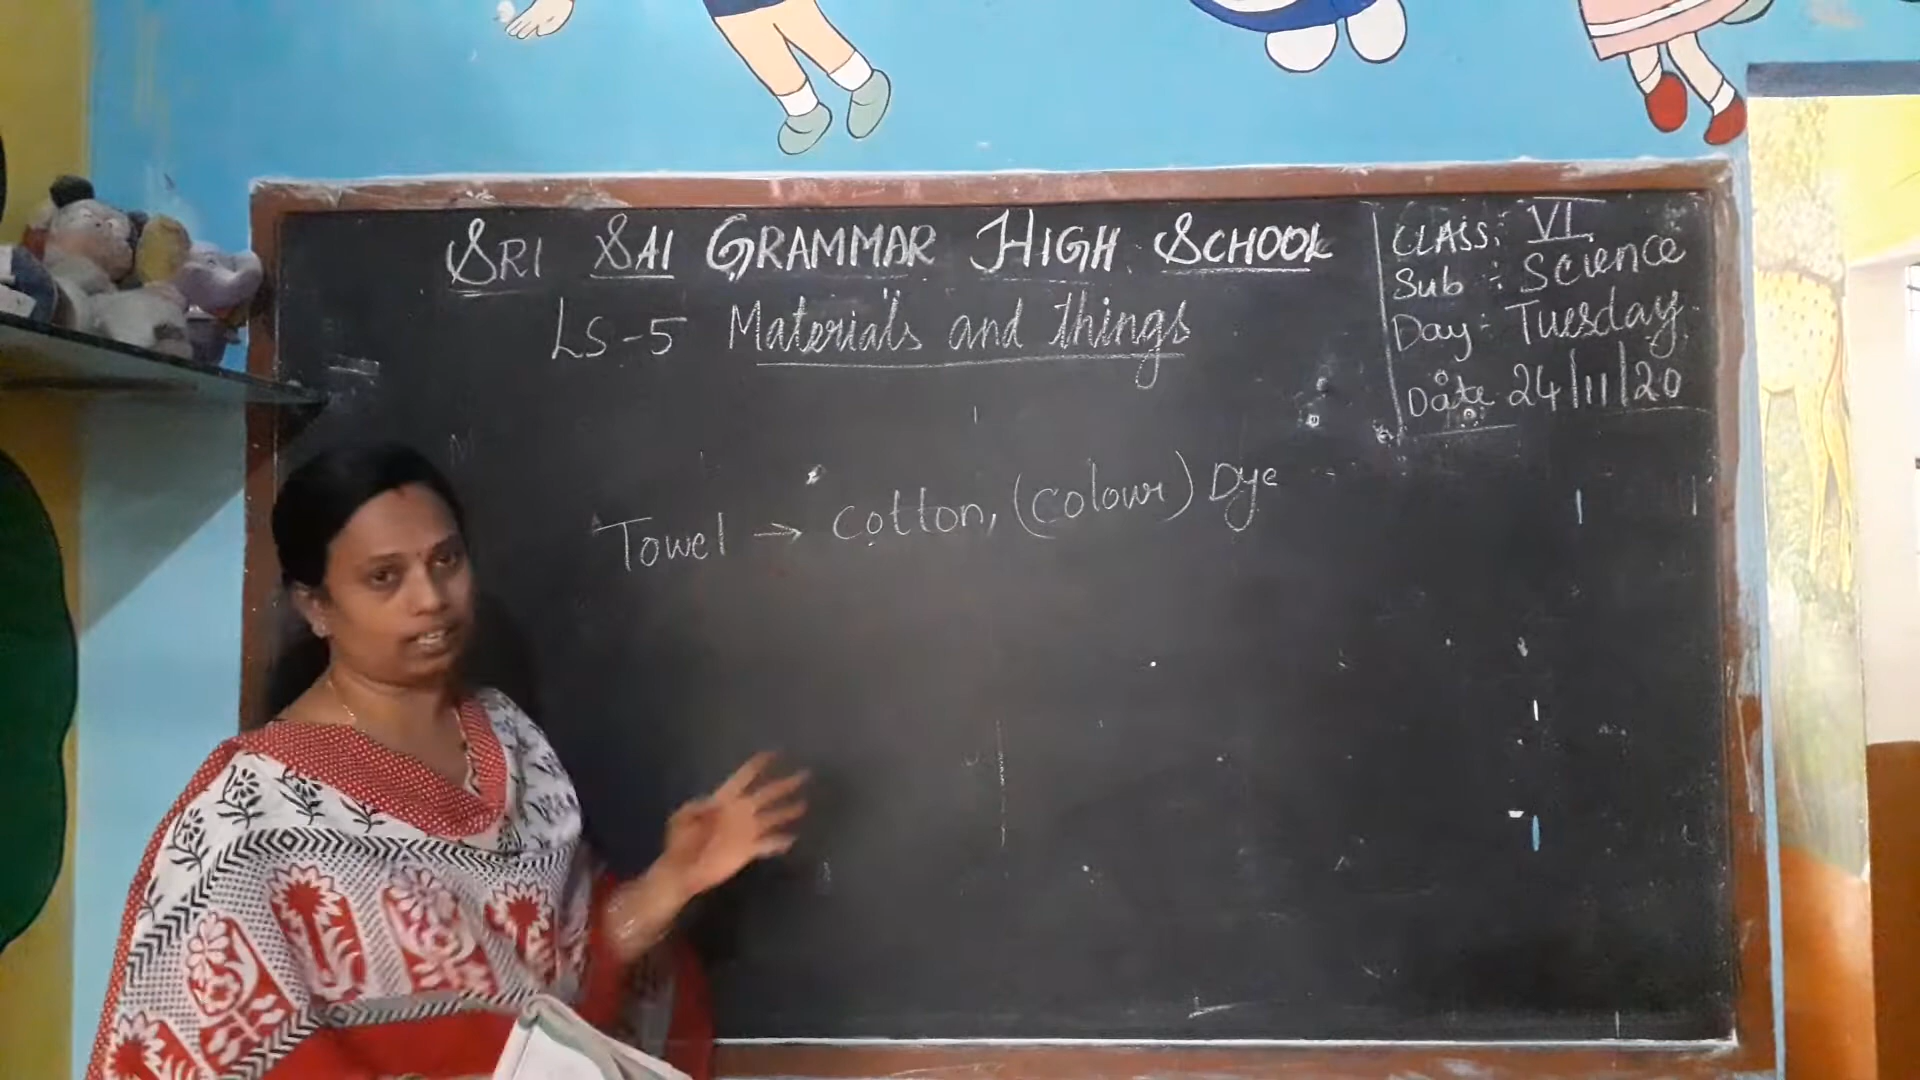 SRI SAI GRAMMAR HIGH SCHOOL
LS-5 Materials and things
CLASS: VI
Sub : Science
Day : Tuesday
Date 24/11/20
Towel → cotton, (colour) Dye